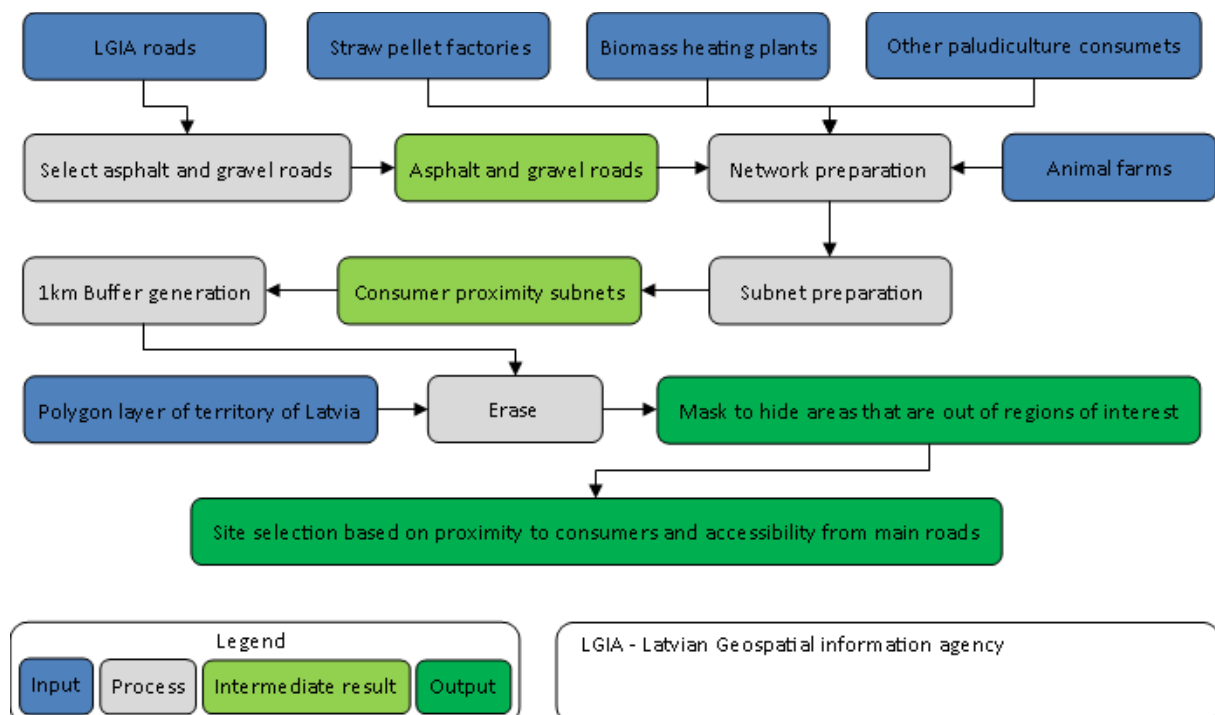 LGIA roads
Straw pellet factories
Biomass heating plants
Other paludiculture consumets
Select asphalt and gravel roads
Asphalt and gravel roads
Network preparation
Animal farms
1km Buffer generation
Consumer proximity subnets
Subnet preparation
Polygon layer of territory of Latvia
Erase
Mask to hide areas that are out of regions of interest
Site selection based on proximity to consumers and accessibility from main roads
Legend
Input
Process
Intermediate result
Output
LGIA - Latvian Geospatial information agency